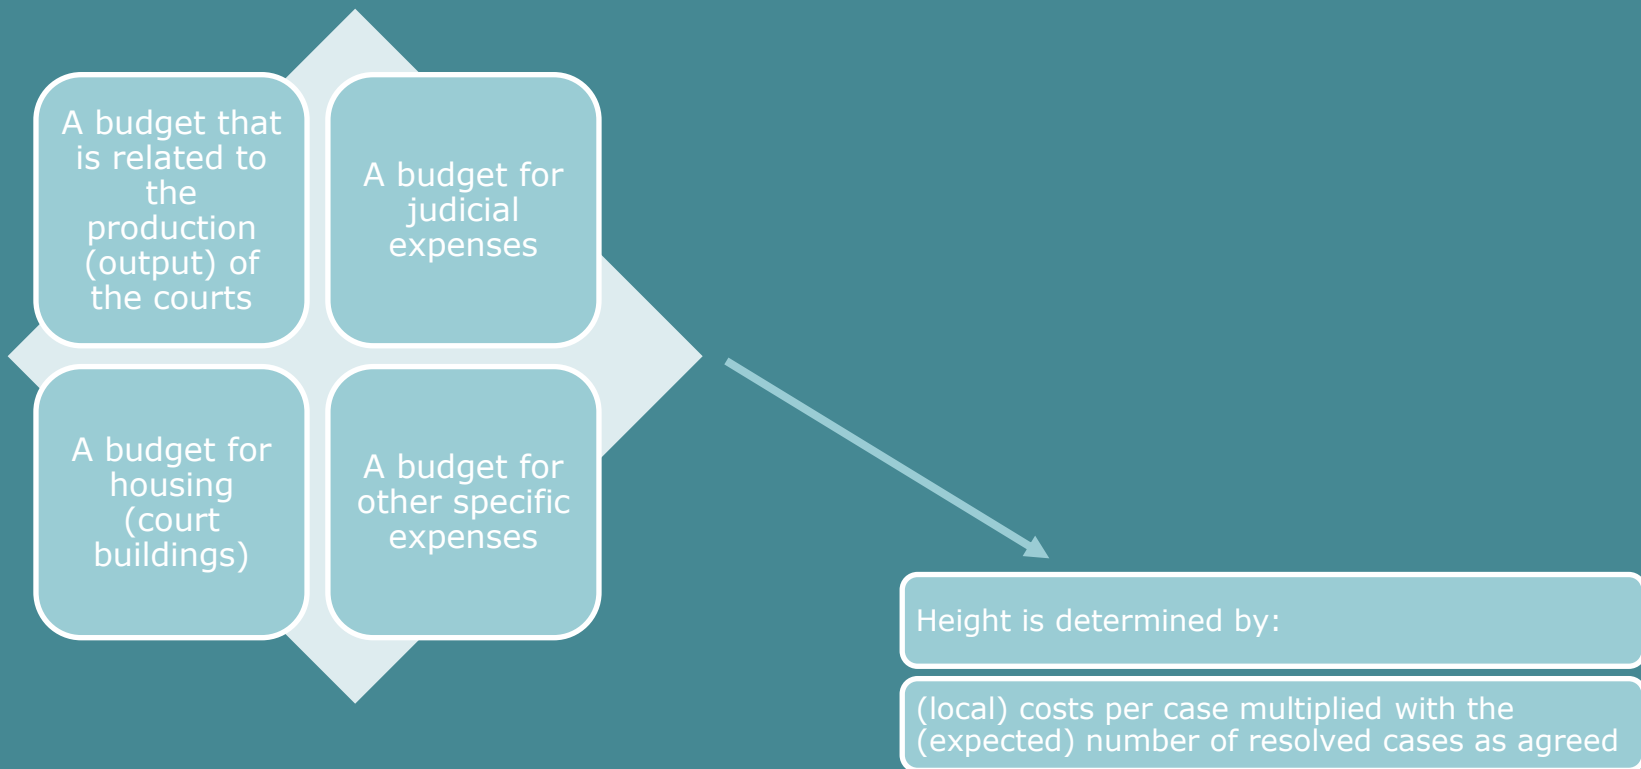 A budget that
is related to
the
production
(output) of
the courts
A budget for
judicial
expenses
A budget for
housing
(court
buildings)
A budget for
other specific
expenses
Height is determined by:
(local) costs per case multiplied with the
(expected) number of resolved cases as agreed